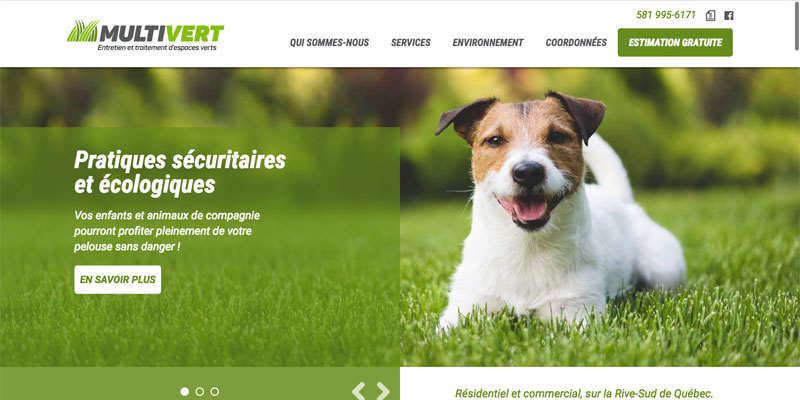 581 995-6171
MULTIVERT
Entretien et traitement d'espaces verts
QUI SOMMES-NOUS SERVICES ENVIRONNEMENT COORDONNÉES ESTIMATION GRATUITE
Pratiques sécuritaires
et écologiques
Vos enfants et animaux de compagnie
pourront profiter pleinement de votre
pelouse sans danger !
EN SAVOIR PLUS
Résidentiel et commercial, sur la Rive-Sud de Québec.